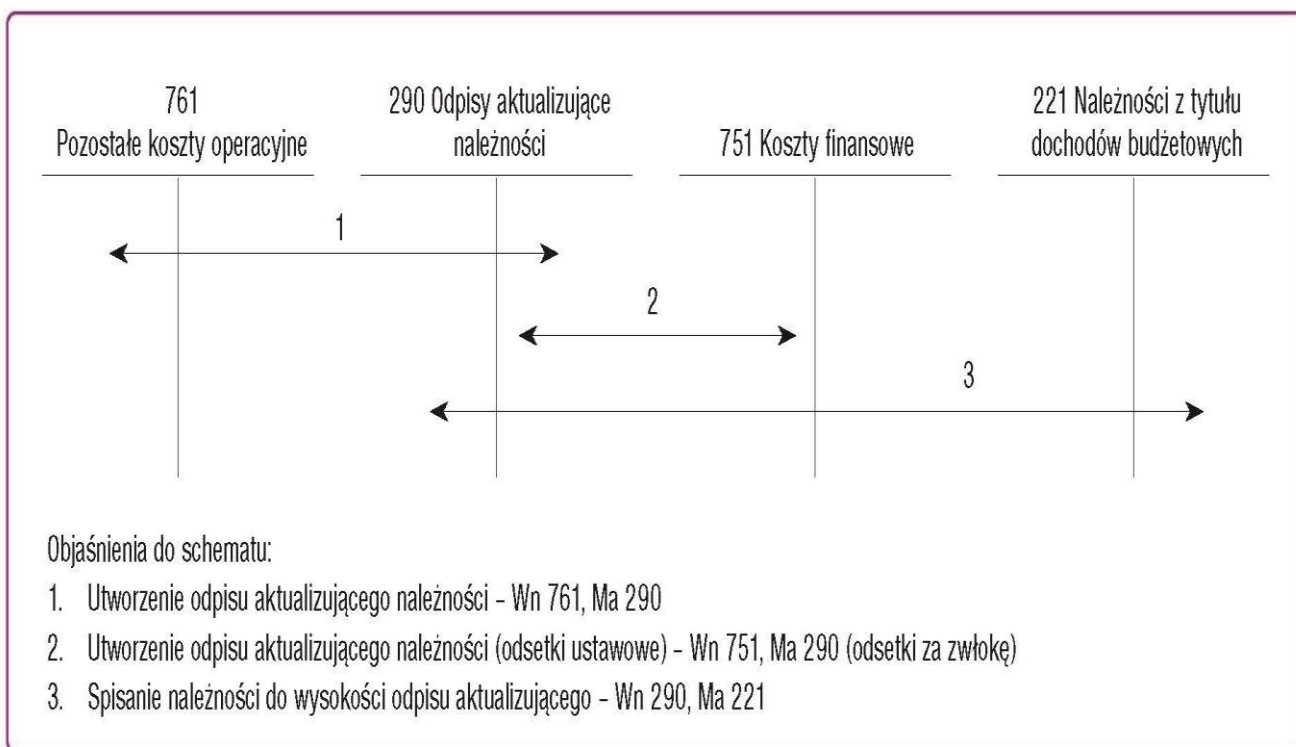 761
Pozostałe koszty operacyjne
290 Odpisy aktualizujące
należności
751 Koszty finansowe
221 Należności z tytułu
dochodów budżetowych
1
2
3
Objaśnienia do schematu:
1. Utworzenie odpisu aktualizującego należności – Wn 761, Ma 290
2. Utworzenie odpisu aktualizującego należności (odsetki ustawowe) – Wn 751, Ma 290 (odsetki za zwłokę)
3. Spisanie należności do wysokości odpisu aktualizującego – Wn 290, Ma 221